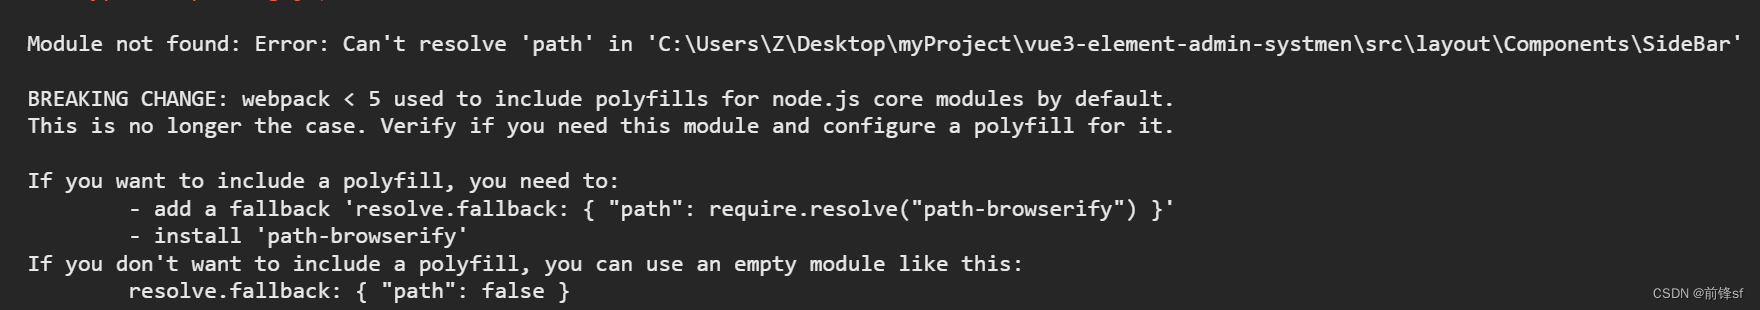 Module not found: Error: Can't resolve 'path' in 'C:\Users\Z\Desktop\myProject\vue3-element-admin-systmen\src\layout\Components\SideBar'
BREAKING CHANGE: webpack < 5 used to include polyfills for node.js core modules by default.
This is no longer the case. Verify if you need this module and configure a polyfill for it.
If you want to include a polyfill, you need to:
- add a fallback 'resolve.fallback: { "path": require.resolve("path-browserify") }'
- install 'path-browserify'
If you don't want to include a polyfill, you can use an empty module like this:
resolve.fallback: { "path": false }
CSDN @前锋sf